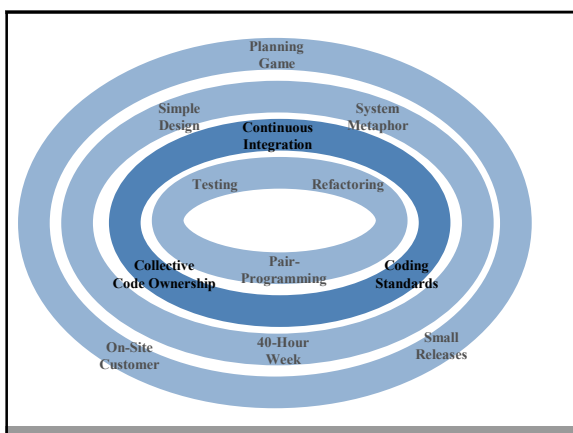 Planning
Game
Simple
Design
System
Metaphor
Continuous
Integration
Testing
Refactoring
Pair-
Programming
Collective
Code Ownership
Coding
Standards
On-Site
Customer
40-Hour
Week
Small
Releases